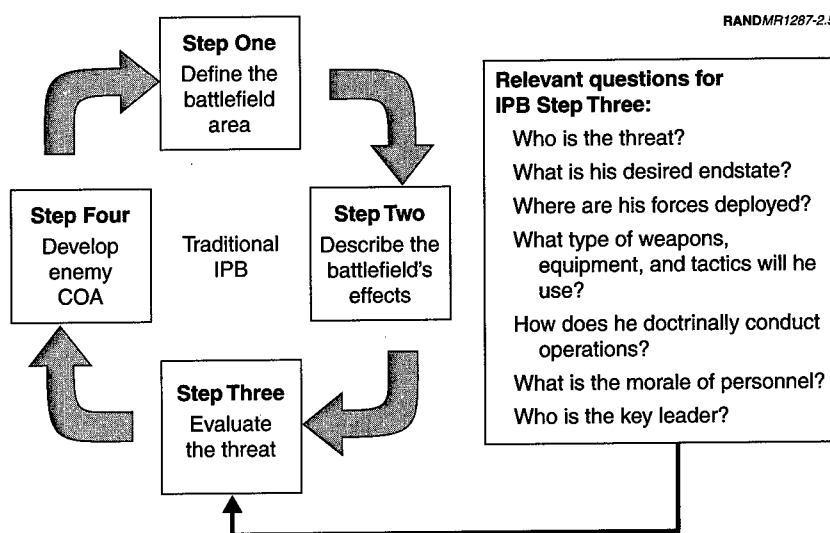 RANDMR1287-2.5
Step One
Define the
battlefield
area
Step Two
Describe the
battlefield's
effects
Step Three
Evaluate
the threat
Step Four
Develop
enemy
COA
Traditional
IPB
Relevant questions for
IPB Step Three:
Who is the threat?
What is his desired endstate?
Where are his forces deployed?
What type of weapons,
equipment, and tactics will he
use?
How does he doctrinally conduct
operations?
What is the morale of personnel?
Who is the key leader?